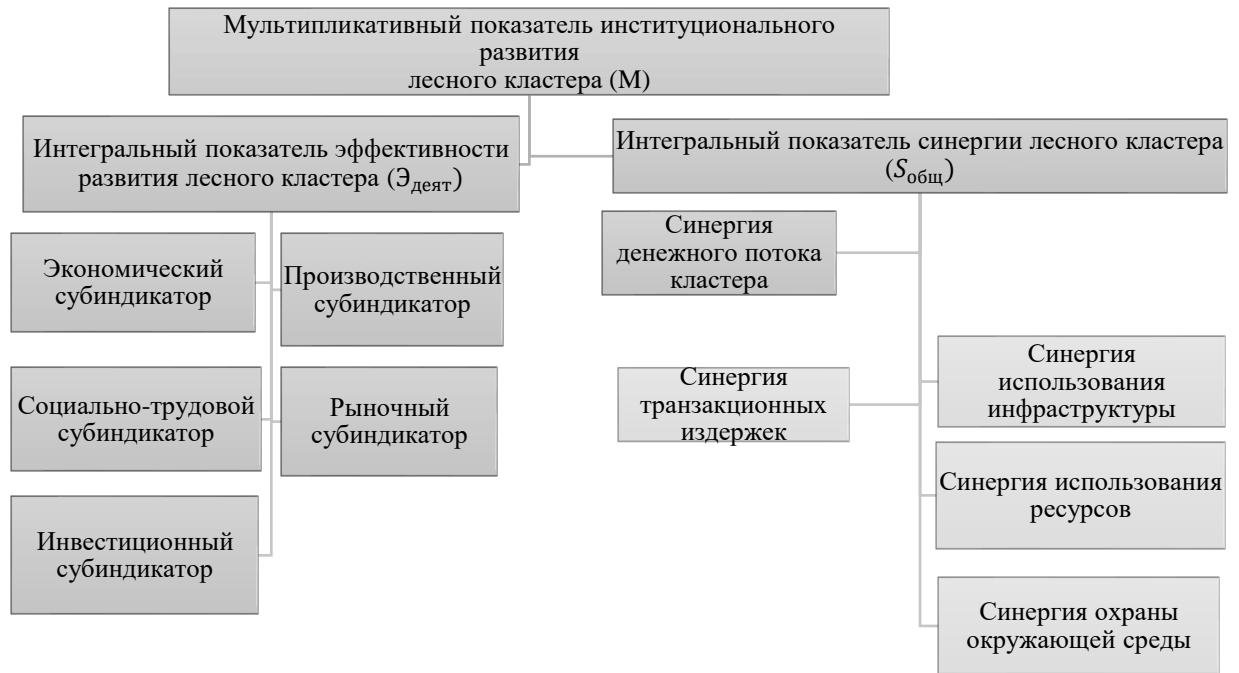 Мультипликативный показатель институционального
развития
лесного кластера (М)
Интегральный показатель эффективности
развития лесного кластера (Эдеят)
Интегральный показатель синергии лесного кластера
(Sобщ)
Экономический
субиндикатор
Производственный
субиндикатор
Социально-трудовой
субиндикатор
Рыночный
субиндикатор
Инвестиционный
субиндикатор
Синергия
денежного потока
кластера
Синергия
транзакционных
издержек
Синергия
использования
инфраструктуры
Синергия использования
ресурсов
Синергия охраны
окружающей среды